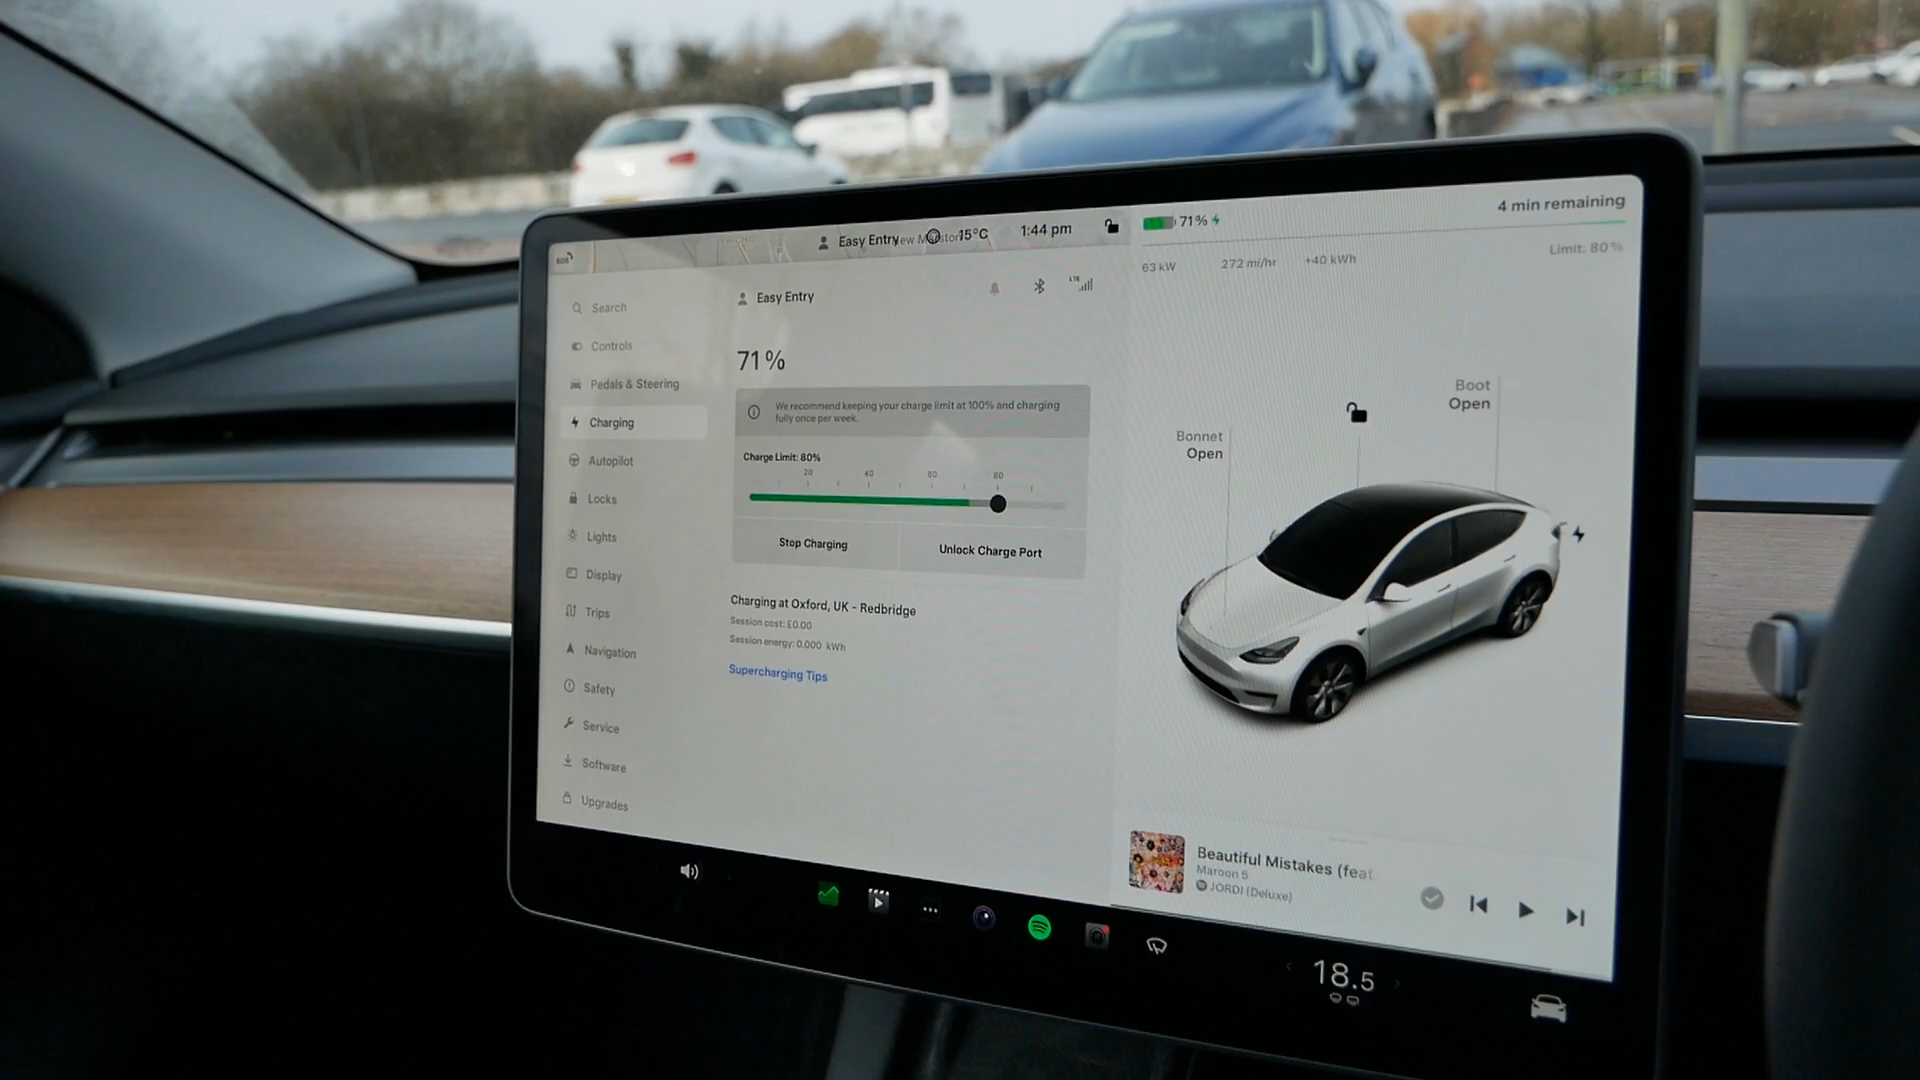 SOS
Easy Entry
15°C
1:44 pm
71%
4 min remaining
Limit: 80%
63 kW
272 mi/hr
+40 kWh
Search
Controls
Pedals & Steering
Charging
Autopilot
Locks
Lights
Display
Trips
Navigation
Safety
Service
Software
Upgrades
Easy Entry
LTE
71%
We recommend keeping your charge limit at 100% and charging
fully once per week.
Charge Limit: 80%
20 40 60 80
Stop Charging
Unlock Charge Port
Charging at Oxford, UK - Redbridge
Session cost: £0.00
Session energy: 0.000 kWh
Supercharging Tips
Boot
Open
Bonnet
Open
Beautiful Mistakes (feat.
Maroon 5
JORDI (Deluxe)
18.5